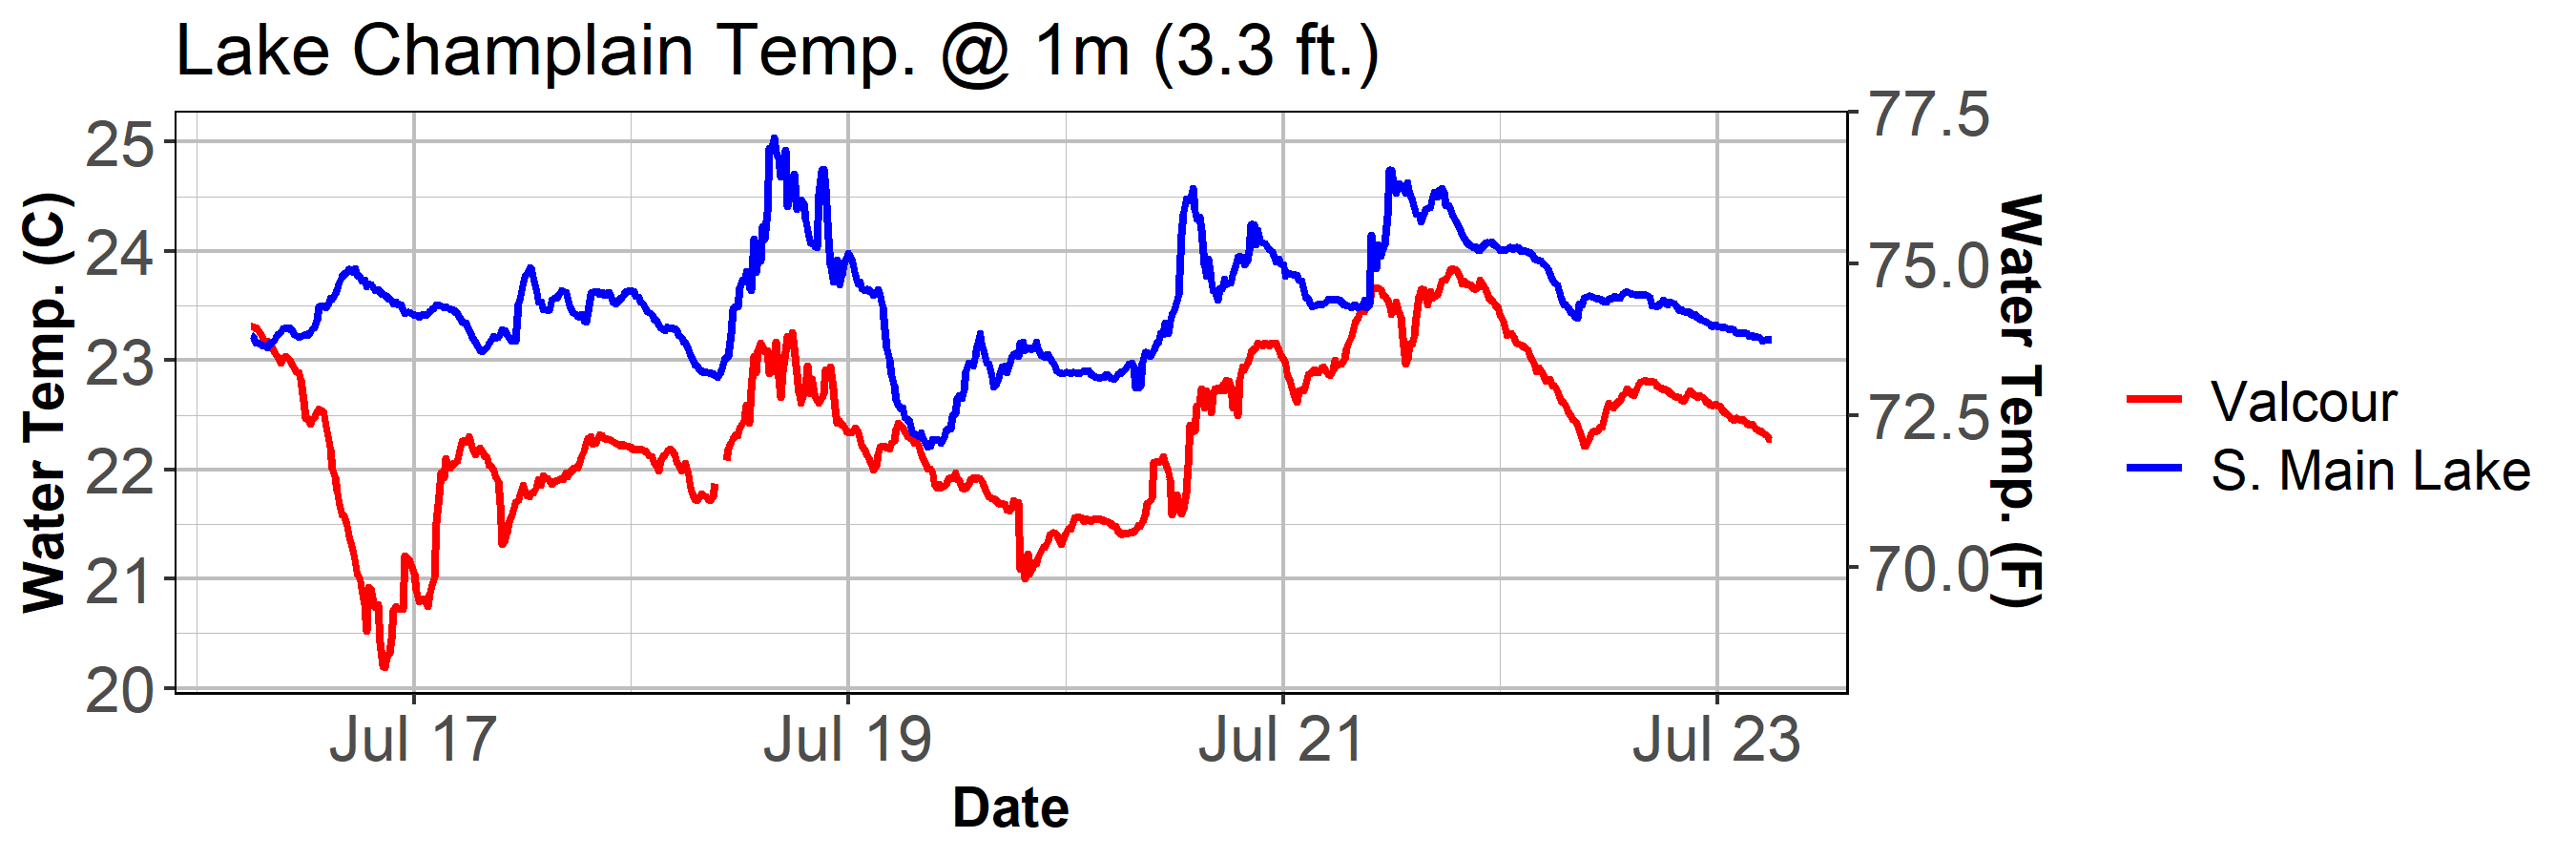 Lake Champlain Temp. @ 1m (3.3 ft.)
Water Temp. (C)
25
24
23
22
21
20
77.5
75.0
72.5
70.0
Water Temp. (F)
Jul 17
Jul 19
Jul 21
Jul 23
Date
Valcour
S. Main Lake